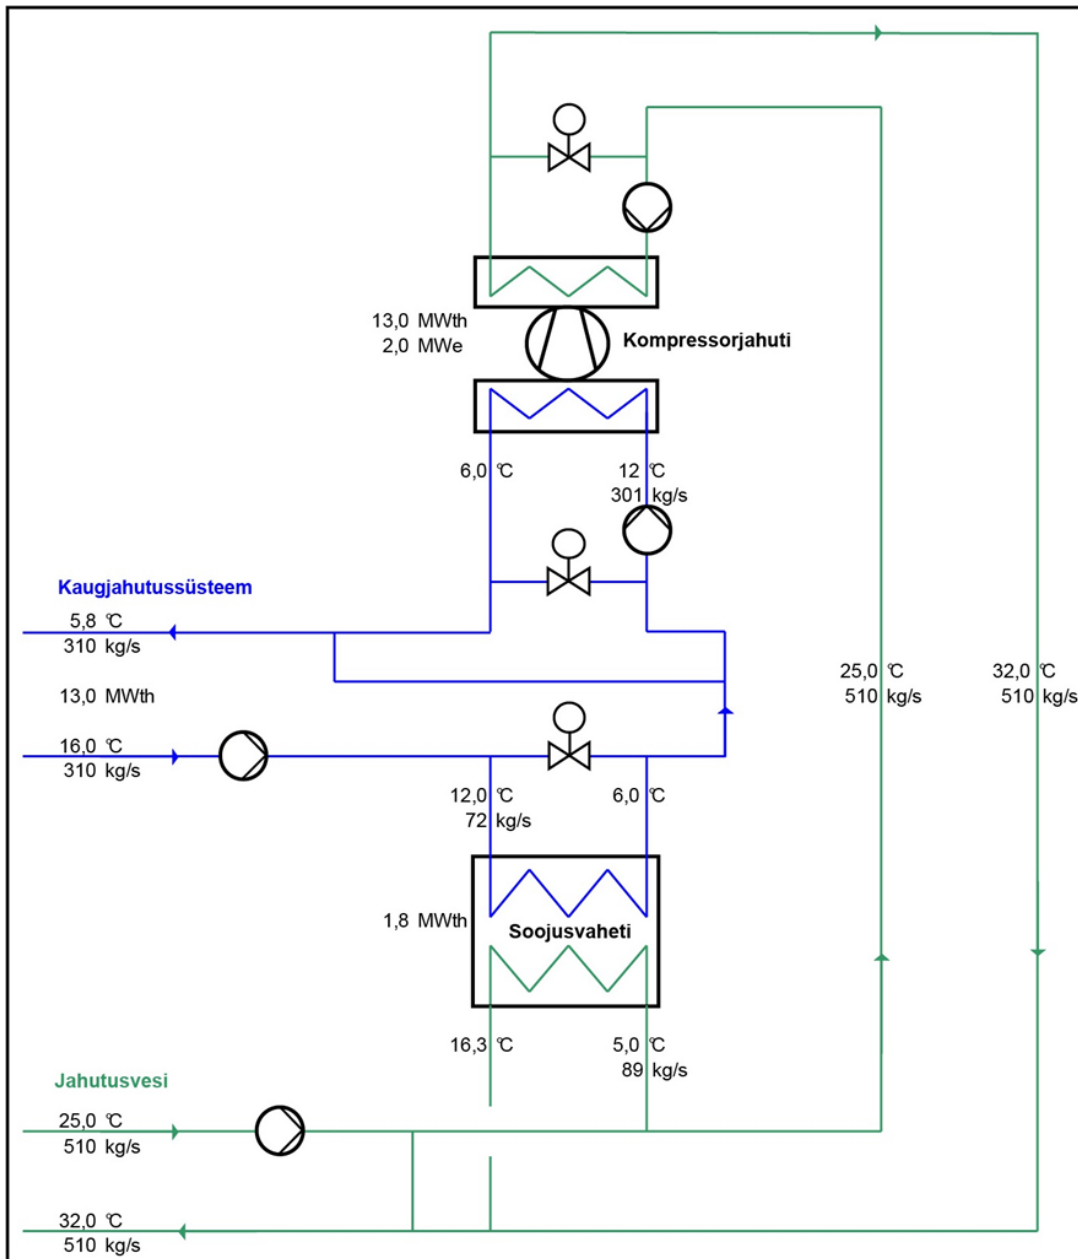 13,0 MWth
2,0 MWe
Kompressorjahuti
6,0 °C
12 °C
301 kg/s
Kaugjahutussüsteem
5,8 °C
310 kg/s
13,0 MWth
16,0 °C
310 kg/s
25,0 °C
510 kg/s
32,0 °C
510 kg/s
12,0 °C
72 kg/s
6,0 °C
1,8 MWth
Soojusvaheti
16,3 °C
5,0 °C
89 kg/s
Jahutusvesi
25,0 °C
510 kg/s
32,0 °C
510 kg/s